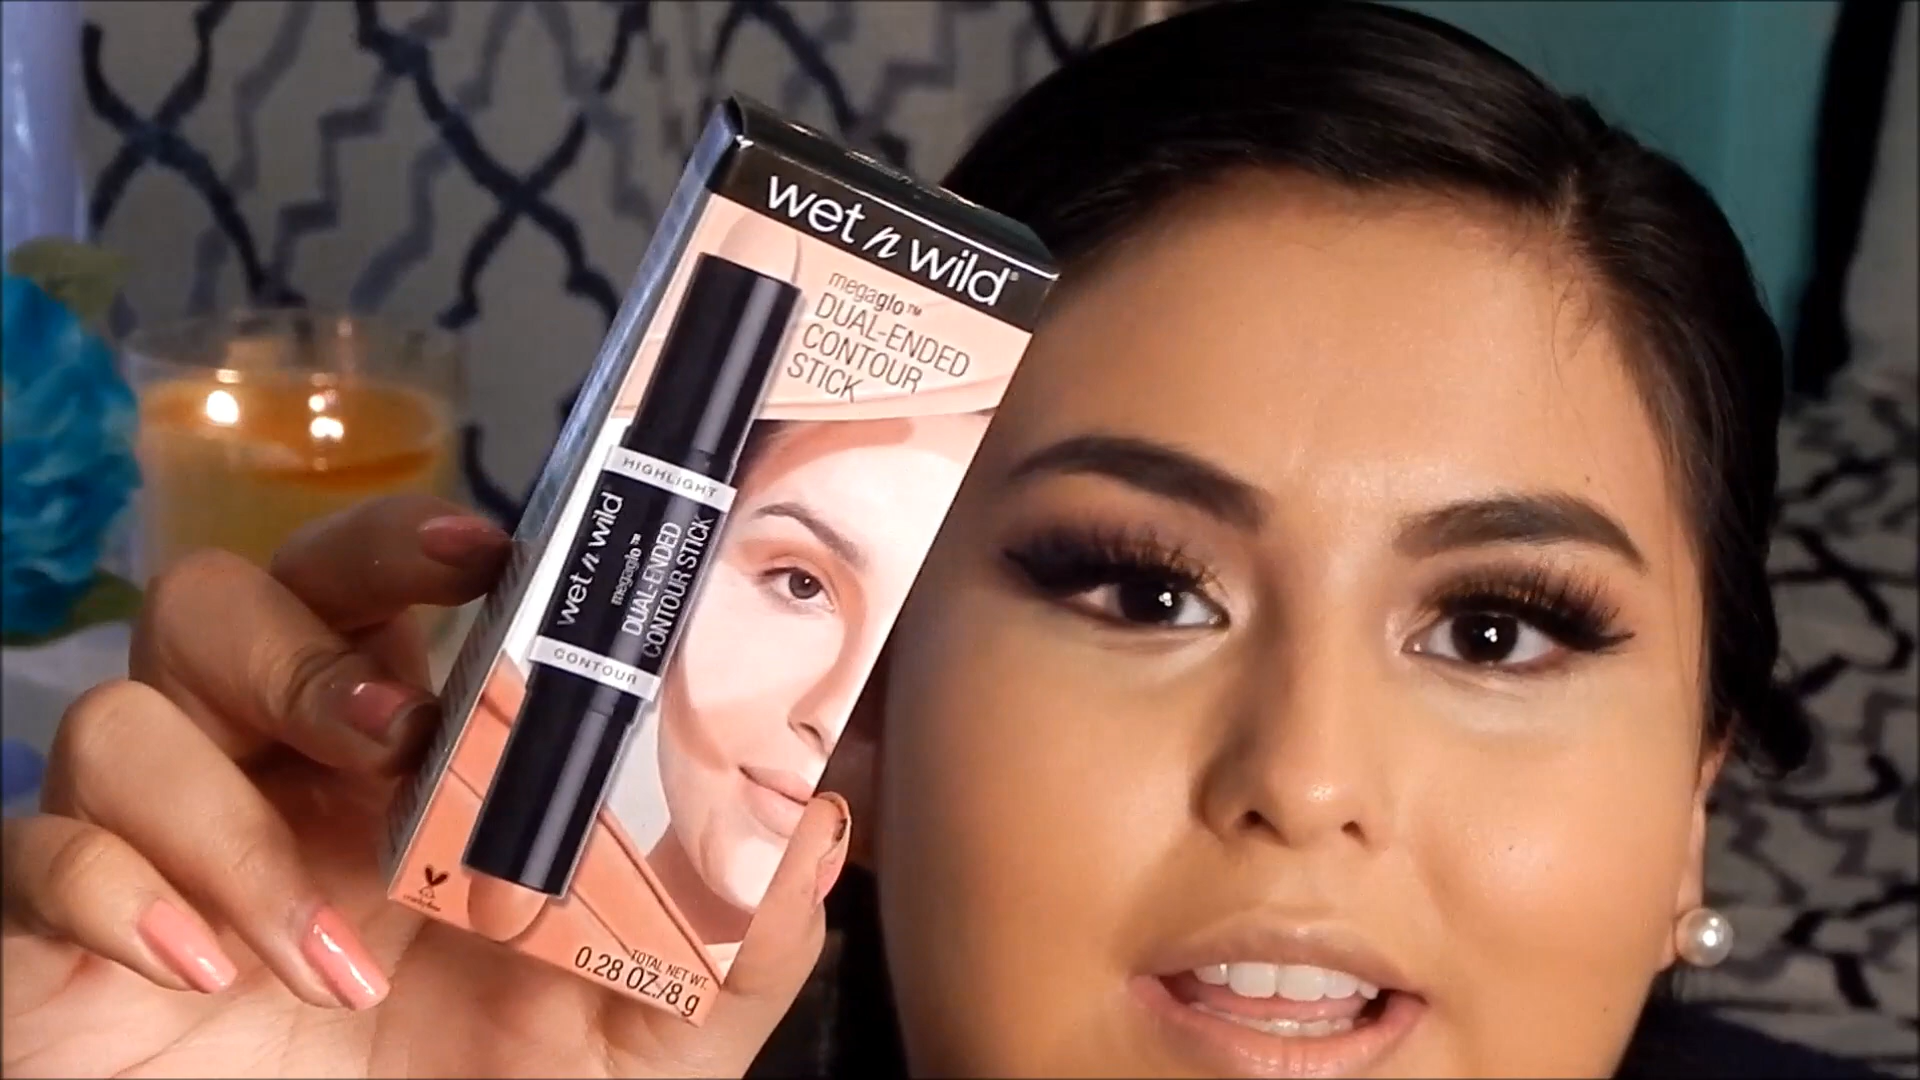 wet n wild®
megaglo™
DUAL-ENDED
CONTOUR
STICK
HIGHLIGHT
wet n wild
megaglo™
DUAL-ENDED
CONTOUR STICK
CONTOUR
TOTAL NET WT.
0.28 OZ./8 g